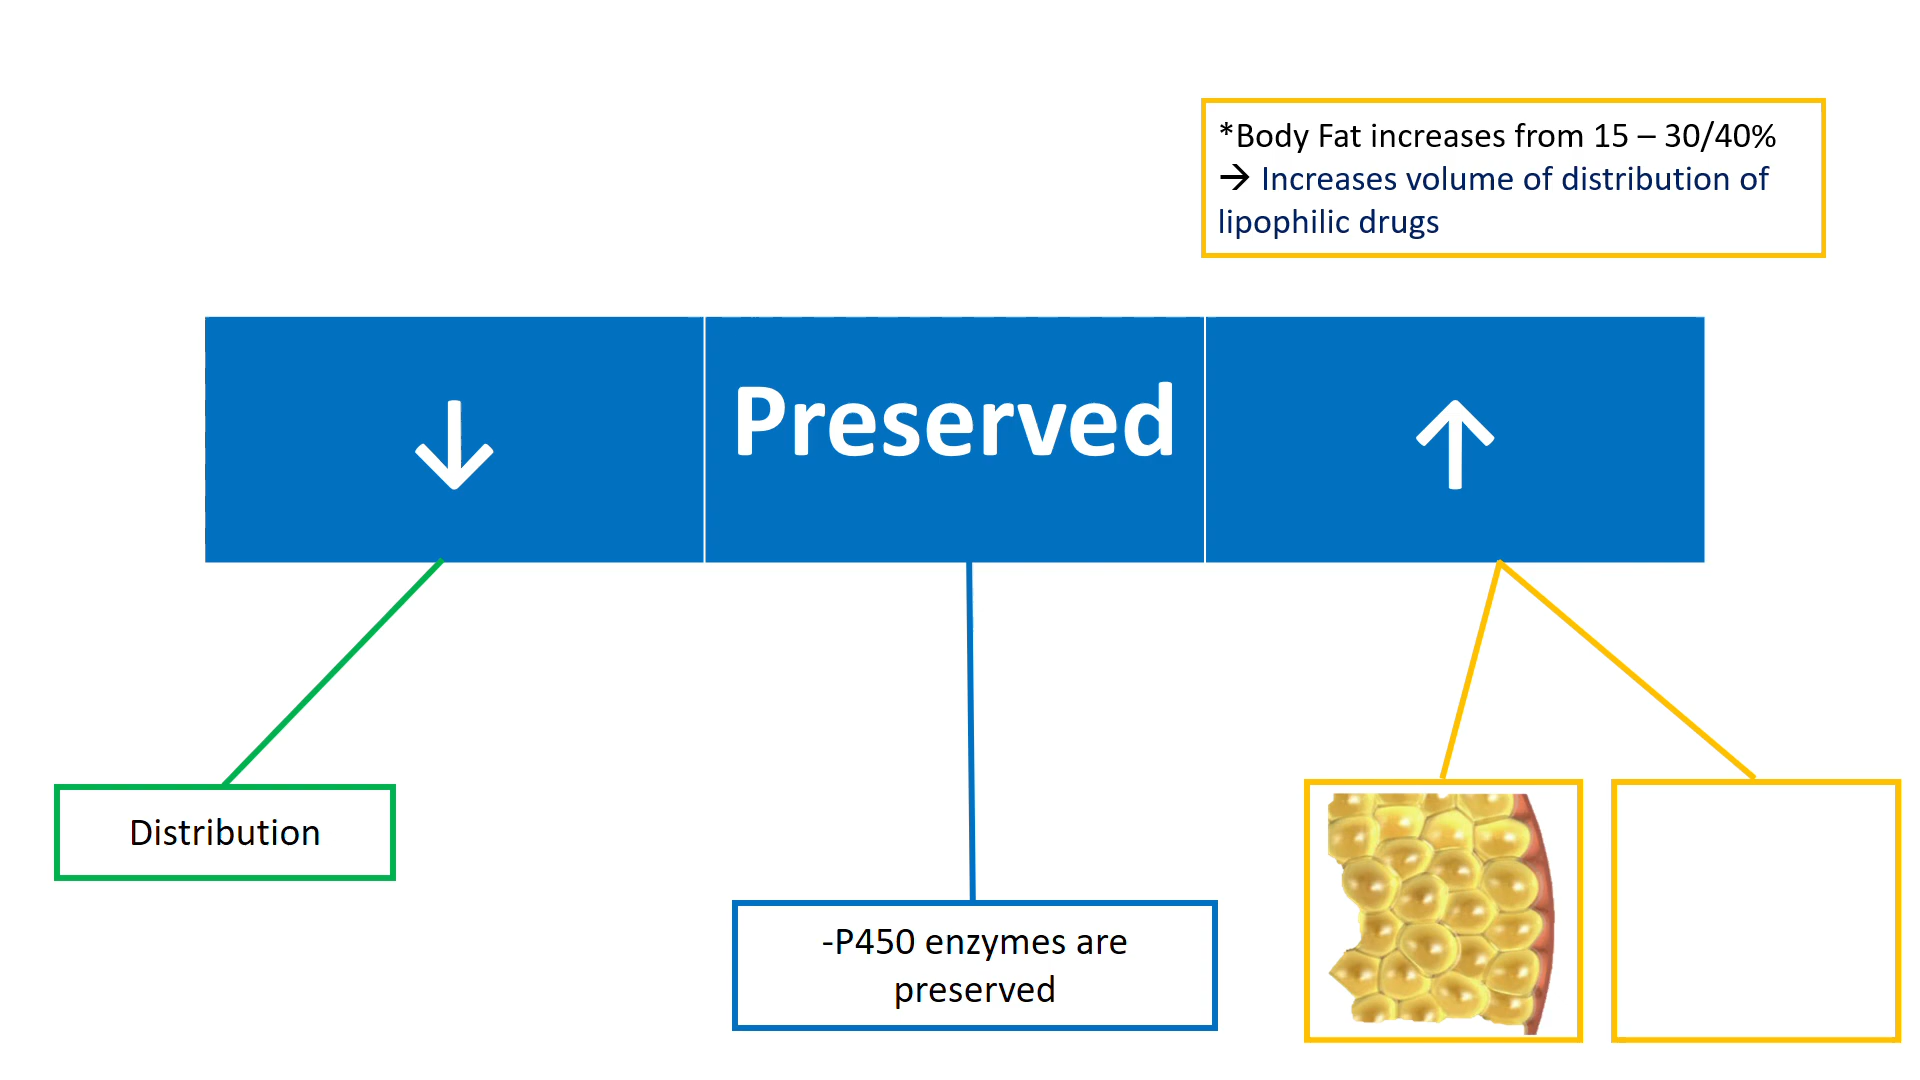 *Body Fat increases from 15 – 30/40%
→ Increases volume of distribution of
lipophilic drugs
↓
Preserved
↑
Distribution
-P450 enzymes are
preserved